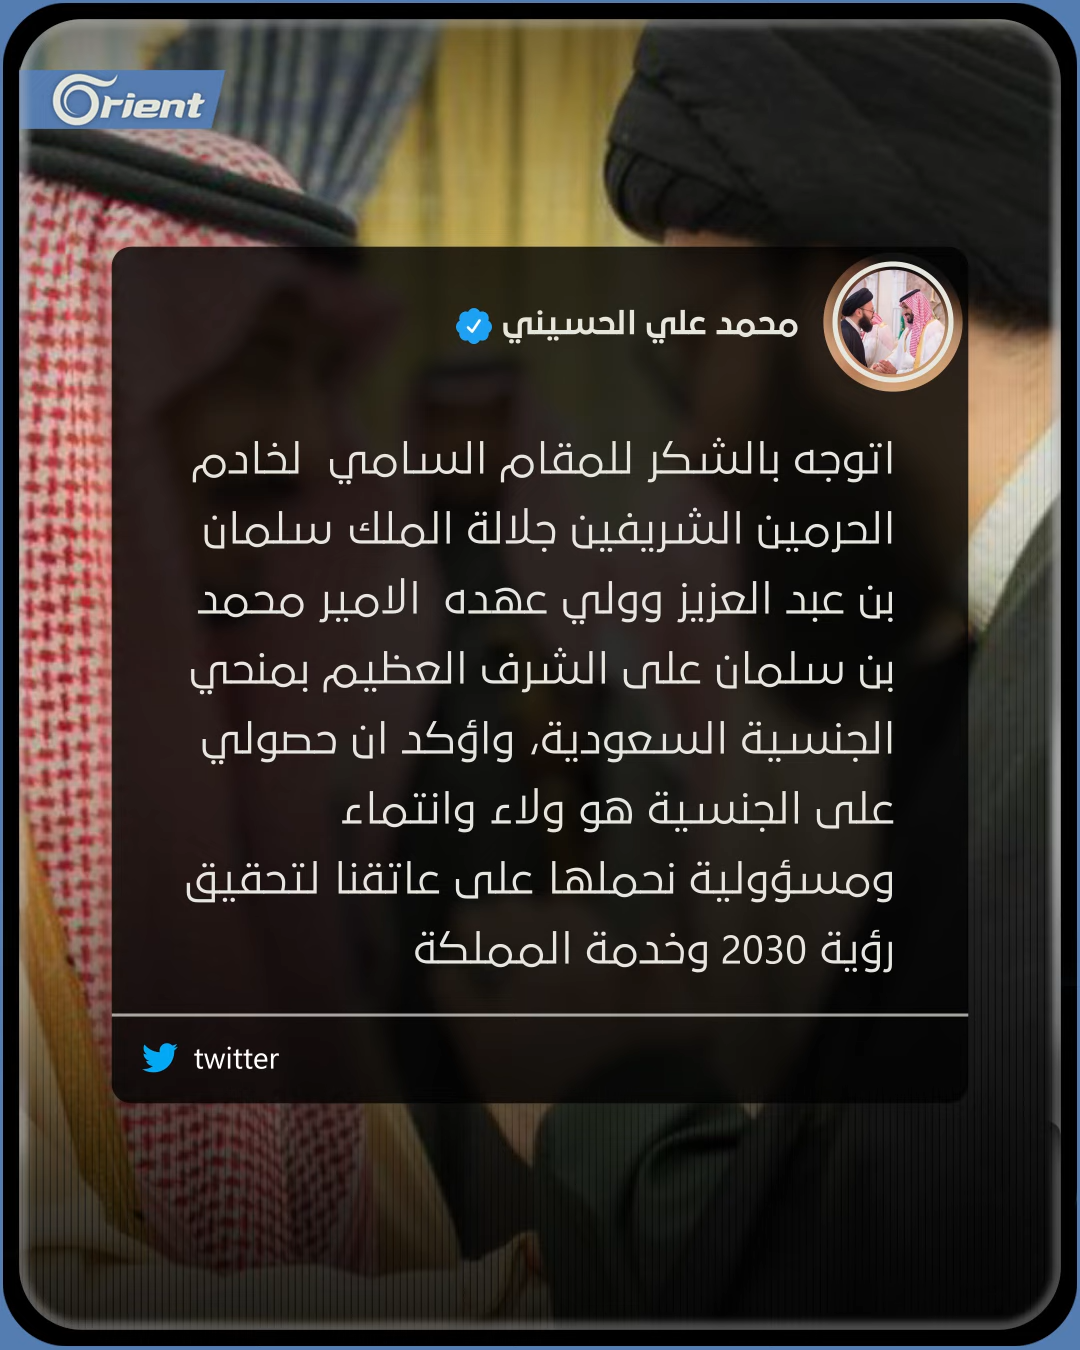 Orient
محمد علي الحسيني
اتوجه بالشكر للمقام السامي لخادم
الحرمين الشريفين جلالة الملك سلمان
بن عبد العزيز وولي عهده الامير محمد
بن سلمان على الشرف العظيم بمنحي
الجنسية السعودية، واؤكد ان حصولي
على الجنسية هو ولاء وانتماء
ومسؤولية نحملها على عاتقنا لتحقيق
رؤية 2030 وخدمة المملكة
twitter